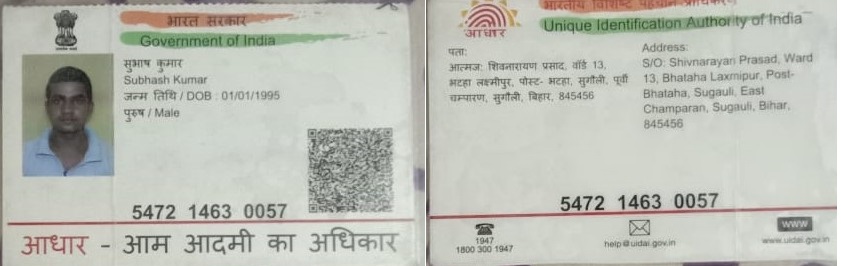 भारत सरकार
Government of India
सुभाष कुमार
Subhash Kumar
जन्म तिथि / DOB : 01/01/1995
पुरुष / Male
5472 1463 0057
आधार - आम आदमी का अधिकार
भारतीय विशिष्ट पहचान प्राधिकरण
आधार
Unique Identification Authority of India
पता:
आत्मज: शिवनारायण प्रसाद, वॉर्ड 13,
भटहा लक्ष्मीपुर, पोस्ट- भटहा, सुगौली, पूर्वी
चम्पारण, सुगौली, बिहार, 845456
Address:
S/O: Shivnarayan Prasad, Ward
13, Bhataha Laxmipur, Post-
Bhataha, Sugauli, East
Champaran, Sugauli, Bihar,
845456
5472 1463 0057
1947
1800 300 1947
help@uidai.gov.in
WWW
www.uidai.gov.in